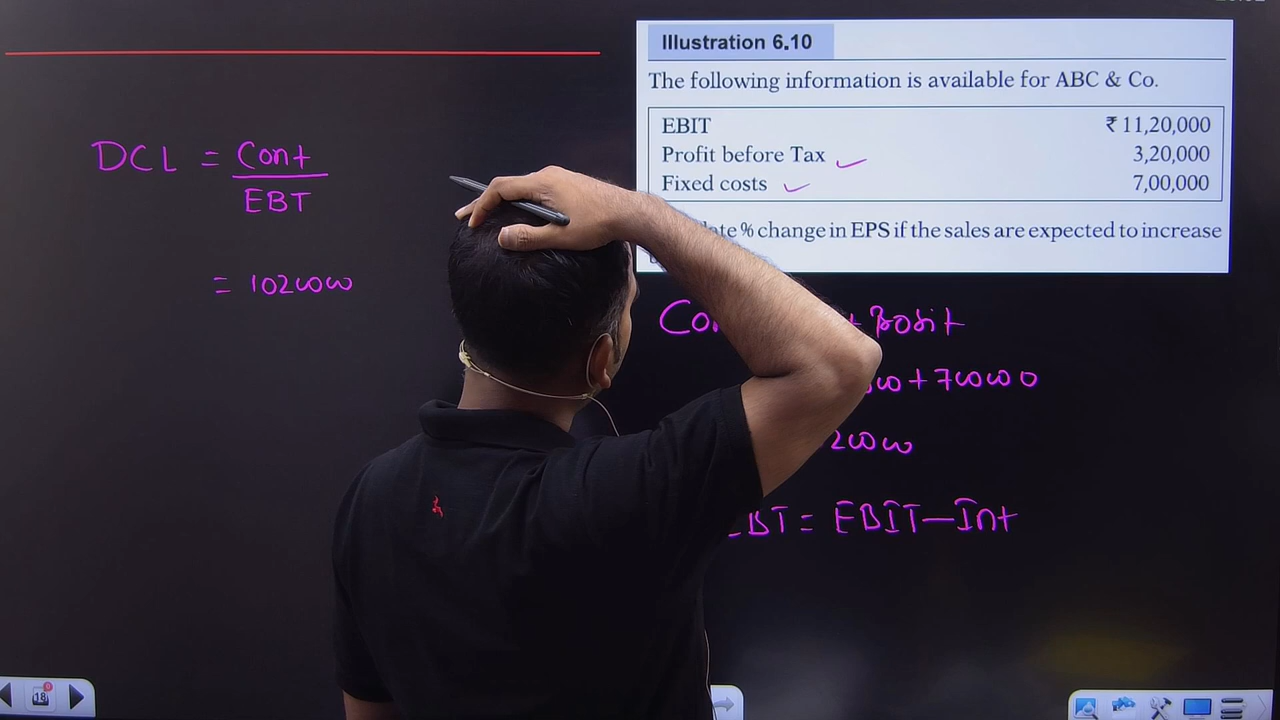 Illustration 6.10
The following information is available for ABC & Co.
EBIT ₹ 11,20,000
Profit before Tax 3,20,000
Fixed costs 7,00,000
% change in EPS if the sales are expected to increase
DCL = Cont
EBT
= 1020000
+ Profit
+ 700000
EBT = EBIT - Int
18